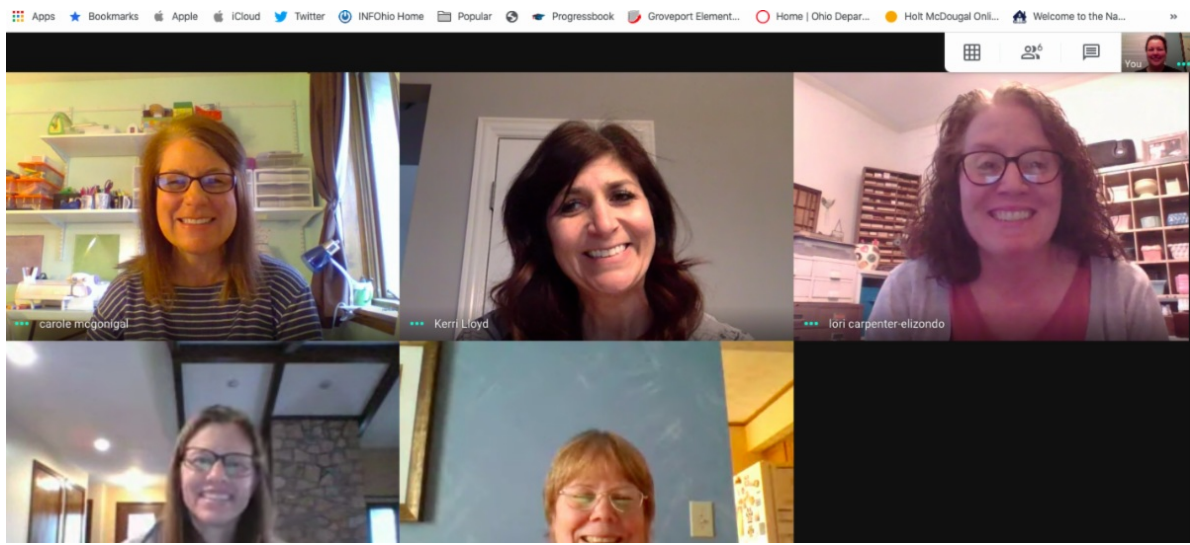 Apps Bookmarks Apple iCloud Twitter INFOhio Home Popular Progressbook Groveport Element... Home | Ohio Depar... Holt McDougal Onli... Welcome to the Na... »
6
You
carole mcgonigal Kerri Lloyd lori carpenter-elizondo